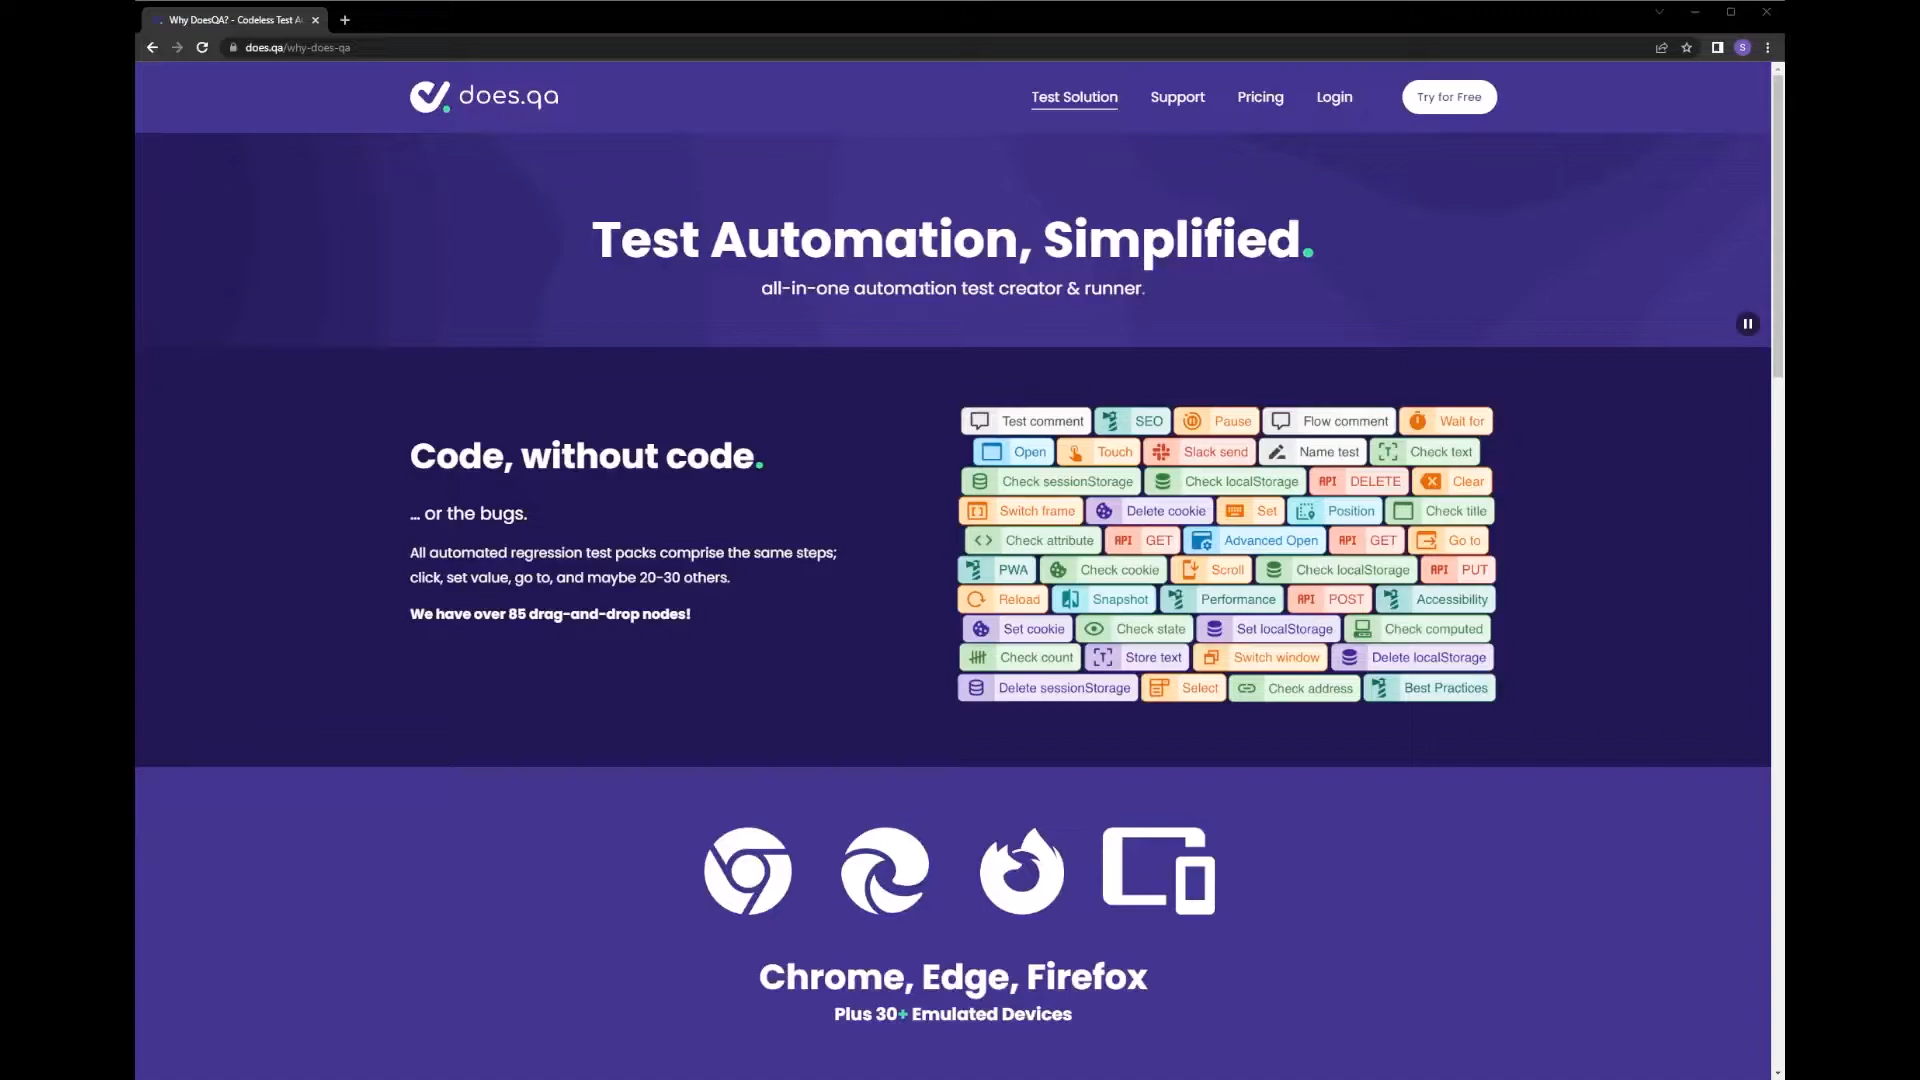 Why DoesQA? - Codeless Test Au
does.qa/why-does-qa
S
does.qa
Test Solution
Support
Pricing
Login
Try for Free
Test Automation, Simplified.
all-in-one automation test creator & runner.
Code, without code.
... or the bugs.
All automated regression test packs comprise the same steps;
click, set value, go to, and maybe 20-30 others.
We have over 85 drag-and-drop nodes!
Test comment SEO Pause Flow comment Wait for
Open Touch Slack send Name test Check text
Check sessionStorage Check localStorage API DELETE Clear
Switch frame Delete cookie Set Position Check title
Check attribute API GET Advanced Open API GET Go to
PWA Check cookie Scroll Check localStorage API PUT
Reload Snapshot Performance API POST Accessibility
Set cookie Check state Set localStorage Check computed
Check count Store text Switch window Delete localStorage
Delete sessionStorage Select Check address Best Practices
Chrome, Edge, Firefox
Plus 30+ Emulated Devices